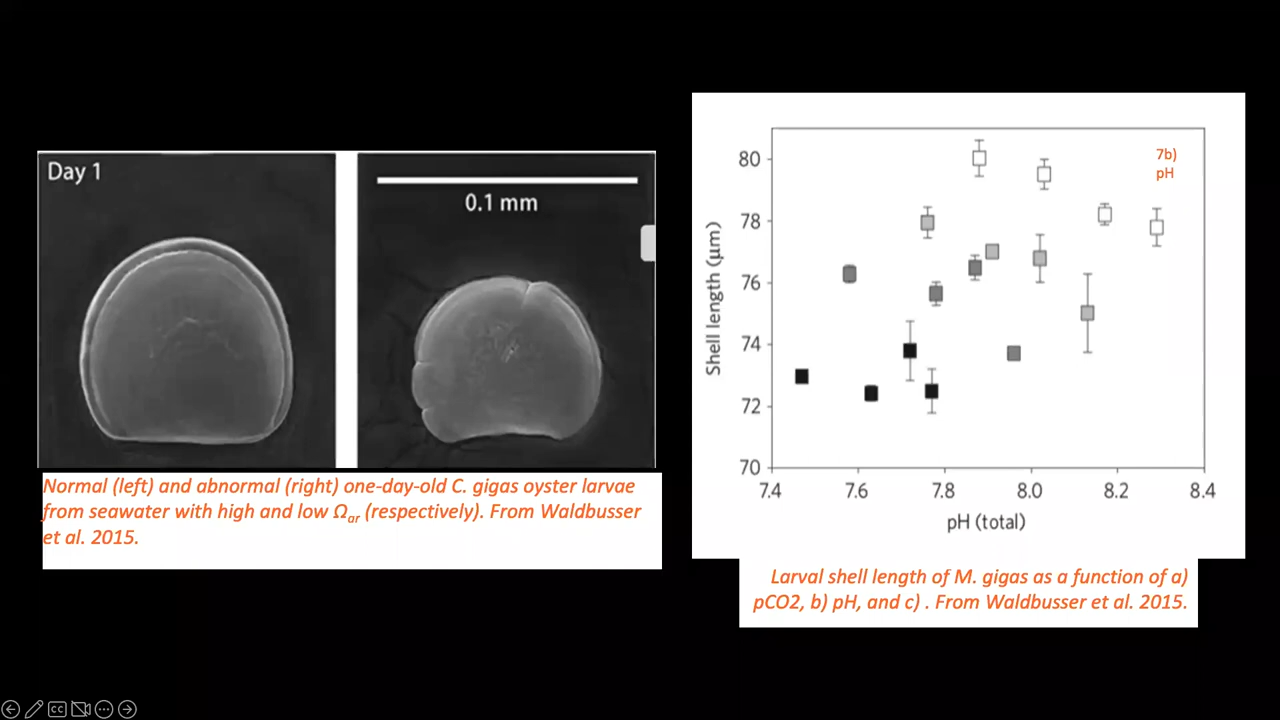 Day 1
0.1 mm
Normal (left) and abnormal (right) one-day-old C. gigas oyster larvae
from seawater with high and low Ωar (respectively). From Waldbusser
et al. 2015.
7b)
pH
80
78
76
74
72
70
Shell length (μm)
7.4 7.6 7.8 8.0 8.2 8.4
pH (total)
Larval shell length of M. gigas as a function of a)
pCO2, b) pH, and c) . From Waldbusser et al. 2015.
CC